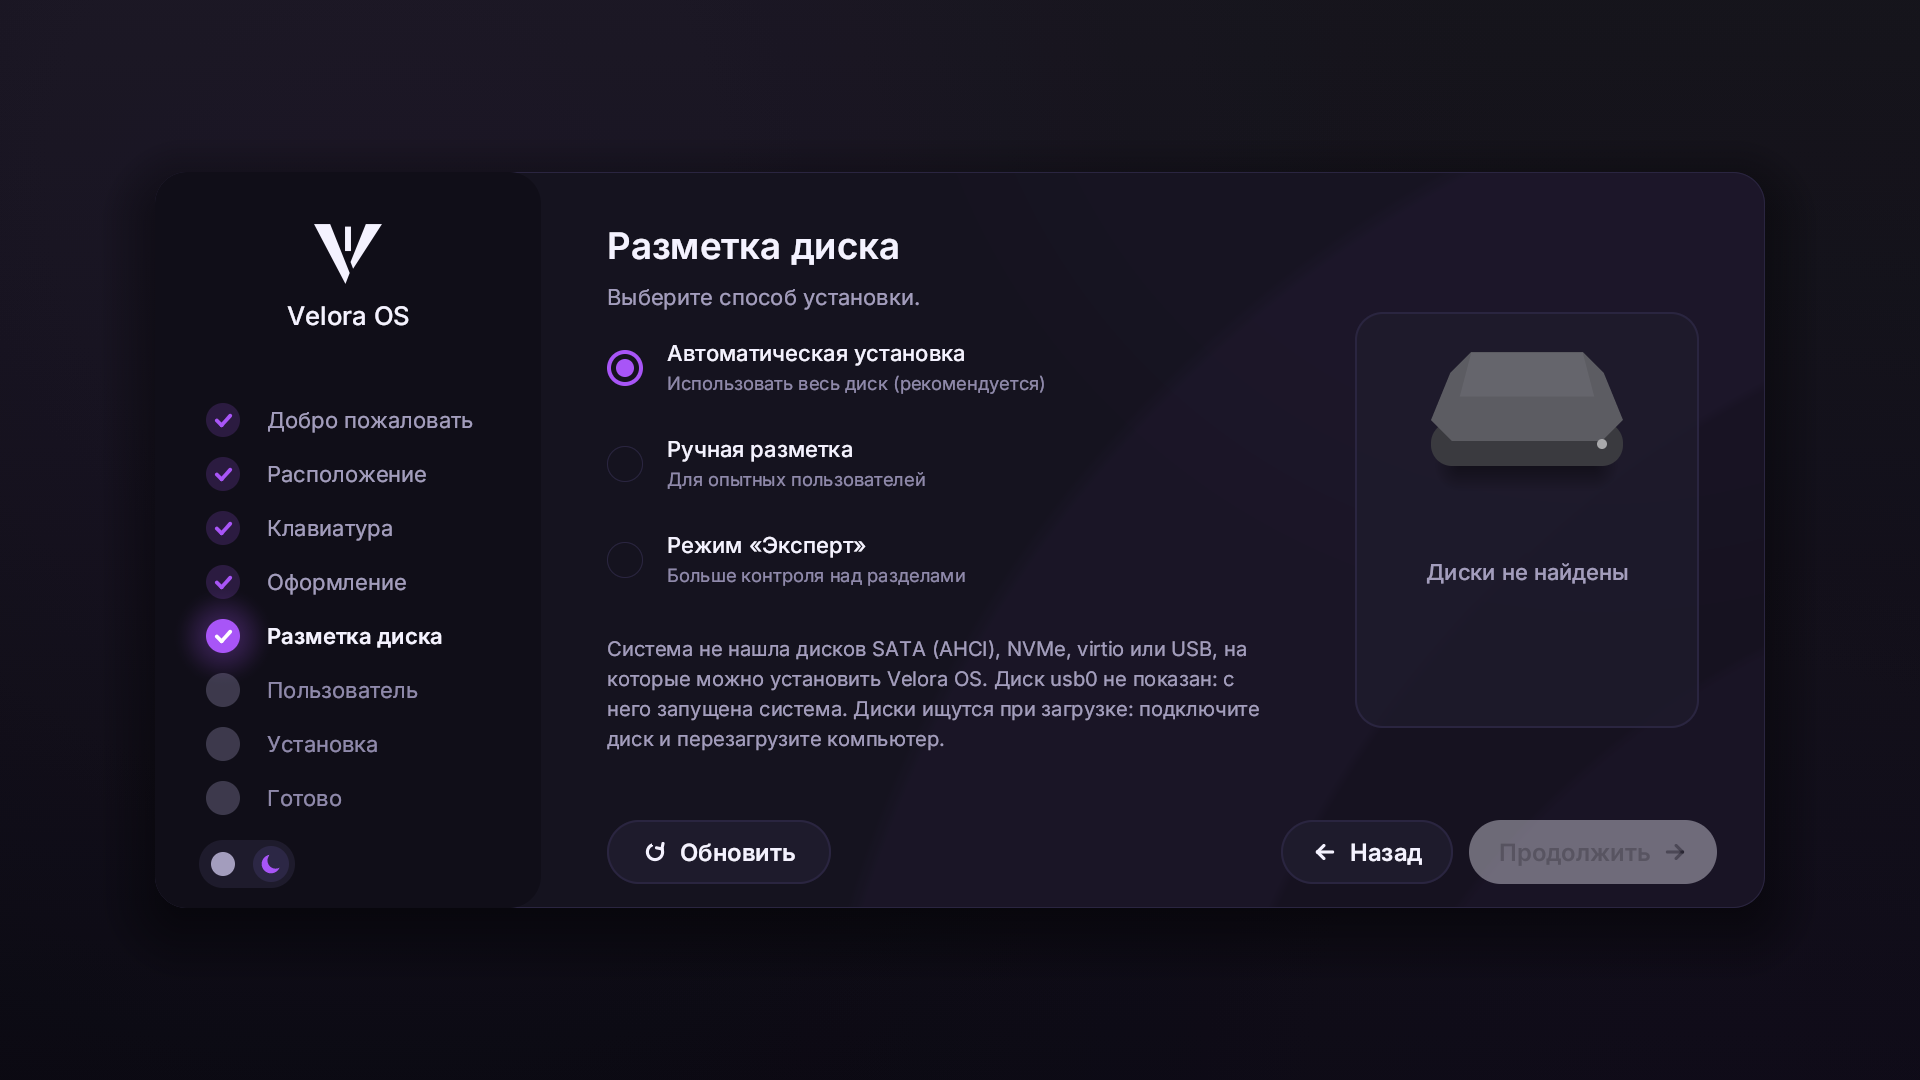 Velora OS
Добро пожаловать
Расположение
Клавиатура
Оформление
Разметка диска
Пользователь
Установка
Готово
Разметка диска
Выберите способ установки.
Автоматическая установка
Использовать весь диск (рекомендуется)
Ручная разметка
Для опытных пользователей
Режим «Эксперт»
Больше контроля над разделами
Система не нашла дисков SATA (AHCI), NVMe, virtio или USB, на
которые можно установить Velora OS. Диск usb0 не показан: с
него запущена система. Диски ищутся при загрузке: подключите
диск и перезагрузите компьютер.
Диски не найдены
Обновить
Назад
Продолжить